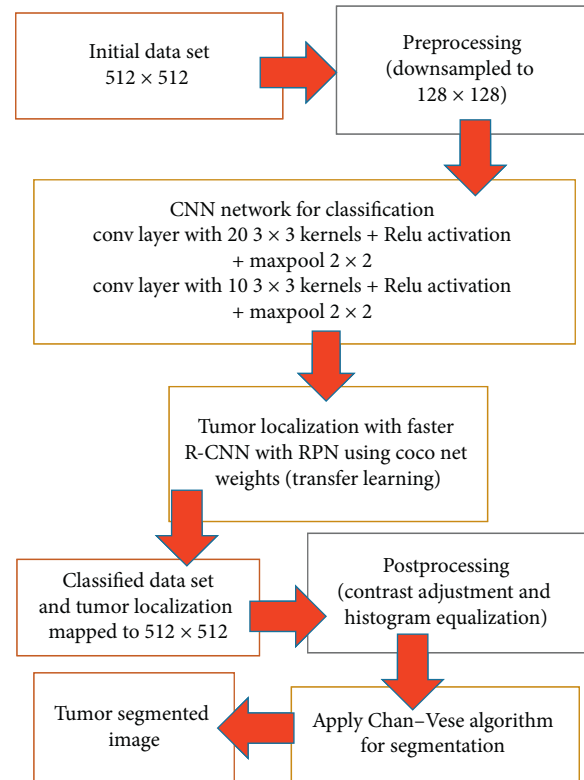 Initial data set
512 × 512
Preprocessing
(downsampled to
128 × 128)
CNN network for classification
conv layer with 20 3 × 3 kernels + Relu activation
+ maxpool 2 × 2
conv layer with 10 3 × 3 kernels + Relu activation
+ maxpool 2 × 2
Tumor localization with faster
R-CNN with RPN using coco net
weights (transfer learning)
Classified data set
and tumor localization
mapped to 512 × 512
Postprocessing
(contrast adjustment and
histogram equalization)
Apply Chan–Vese algorithm
for segmentation
Tumor segmented
image